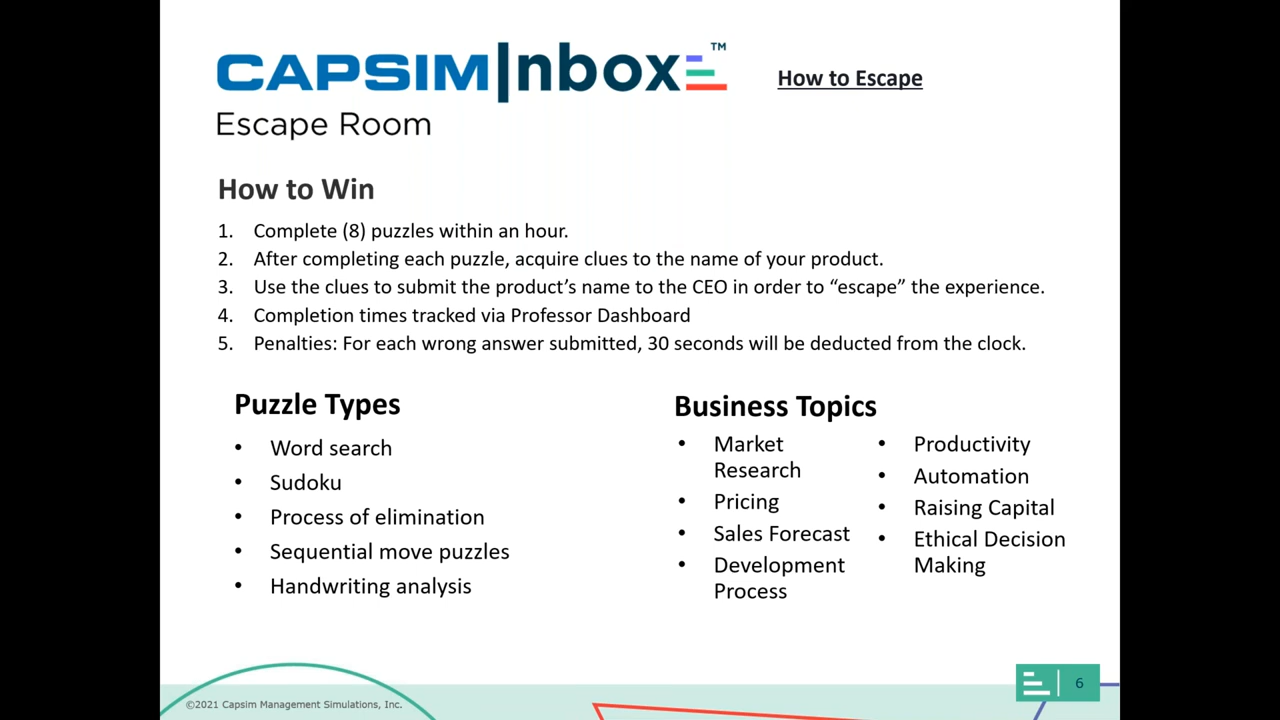 CAPSIM|nbox™
How to Escape
Escape Room
How to Win
1. Complete (8) puzzles within an hour.
2. After completing each puzzle, acquire clues to the name of your product.
3. Use the clues to submit the product’s name to the CEO in order to “escape” the experience.
4. Completion times tracked via Professor Dashboard
5. Penalties: For each wrong answer submitted, 30 seconds will be deducted from the clock.
Puzzle Types
• Word search
• Sudoku
• Process of elimination
• Sequential move puzzles
• Handwriting analysis
Business Topics
• Market
Research
• Pricing
• Sales Forecast
• Development
Process
• Productivity
• Automation
• Raising Capital
• Ethical Decision
Making
©2021 Capsim Management Simulations, Inc.
6